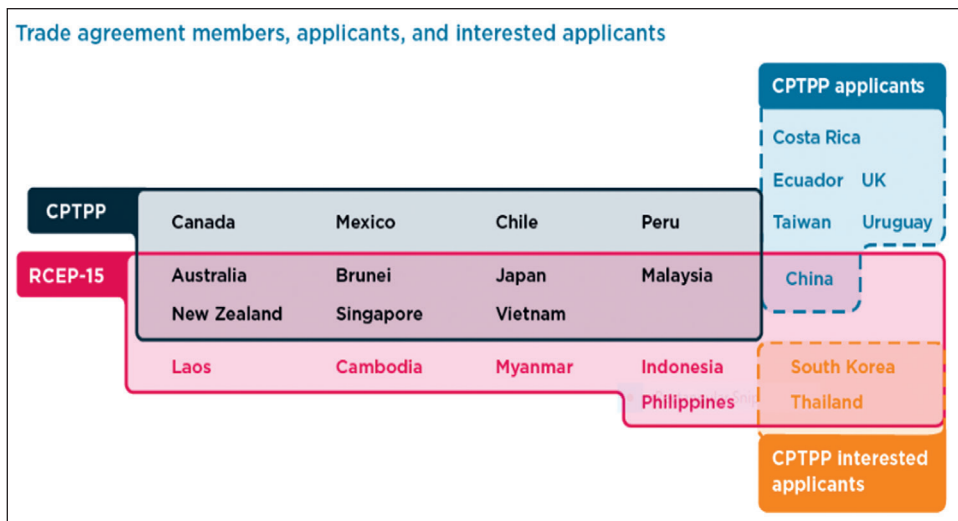 Trade agreement members, applicants, and interested applicants
CPTPP applicants
Costa Rica
Ecuador UK
Taiwan Uruguay
CPTPP
Canada Mexico Chile Peru
RCEP-15
Australia Brunei Japan Malaysia
China
New Zealand Singapore Vietnam
Laos Cambodia Myanmar Indonesia
South Korea
Philippines
Thailand
CPTPP interested
applicants